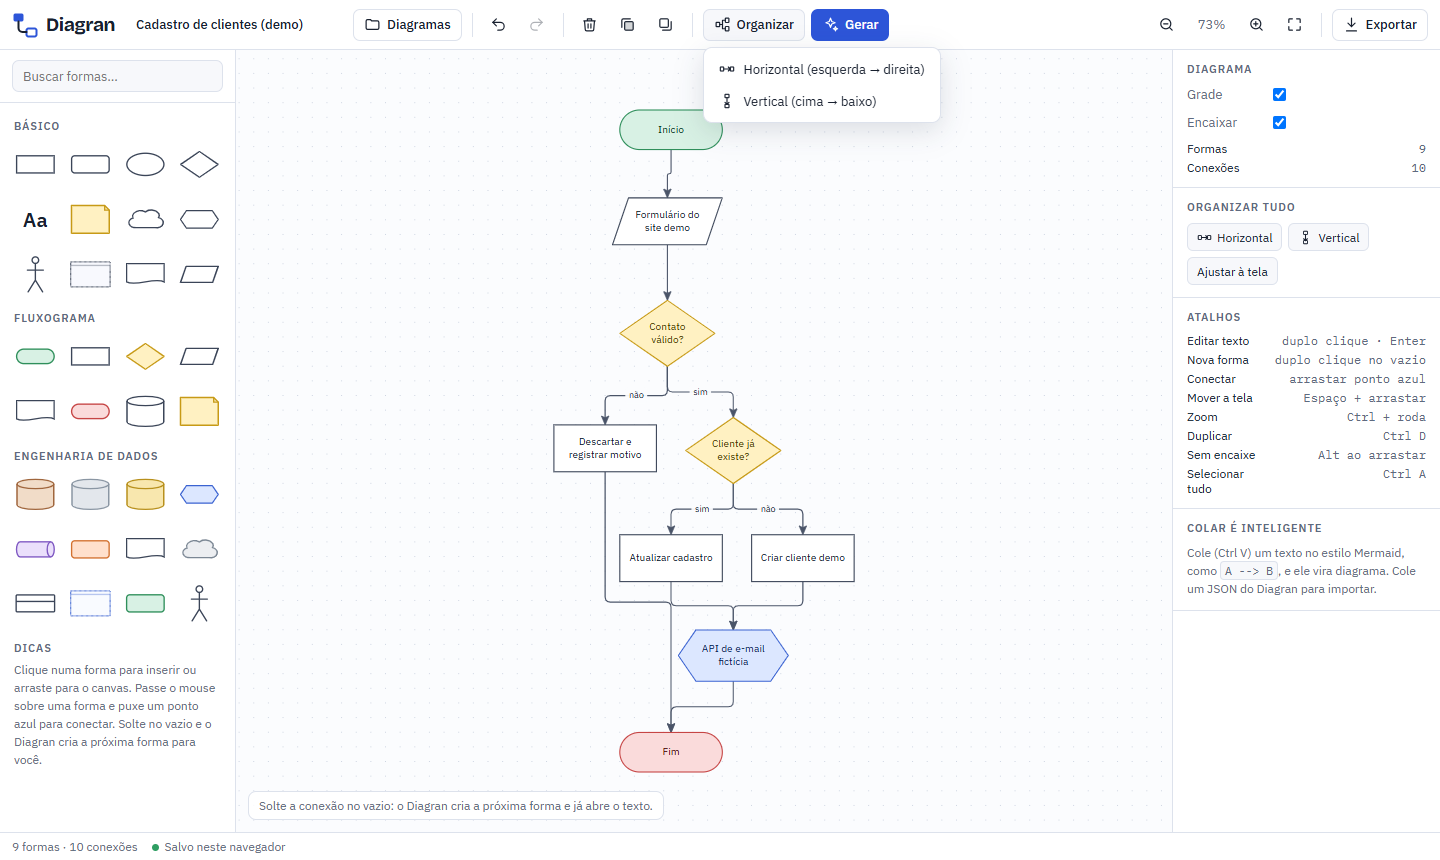 Diagran
Cadastro de clientes (demo)
Diagramas
Organizar
Gerar
73%
Exportar
Horizontal (esquerda → direita)
Vertical (cima → baixo)
Buscar formas...
BÁSICO
Aa
FLUXOGRAMA
ENGENHARIA DE DADOS
DICAS
Clique numa forma para inserir ou
arraste para o canvas. Passe o mouse
sobre uma forma e puxe um ponto
azul para conectar. Solte no vazio e o
Diagran cria a próxima forma para
você.
Início
Formulário do
site demo
Contato
válido?
não
sim
Descartar e
registrar motivo
Cliente já
existe?
sim
não
Atualizar cadastro
Criar cliente demo
API de e-mail
fictícia
Fim
Solte a conexão no vazio: o Diagran cria a próxima forma e já abre o texto.
DIAGRAMA
Grade
Encaixar
Formas 9
Conexões 10
ORGANIZAR TUDO
Horizontal
Vertical
Ajustar à tela
ATALHOS
Editar texto duplo clique · Enter
Nova forma duplo clique no vazio
Conectar arrastar ponto azul
Mover a tela Espaço + arrastar
Zoom Ctrl + roda
Duplicar Ctrl D
Sem encaixe Alt ao arrastar
Selecionar tudo Ctrl A
COLAR É INTELIGENTE
Cole (Ctrl V) um texto no estilo Mermaid,
como A --> B, e ele vira diagrama. Cole
um JSON do Diagran para importar.
9 formas · 10 conexões
Salvo neste navegador